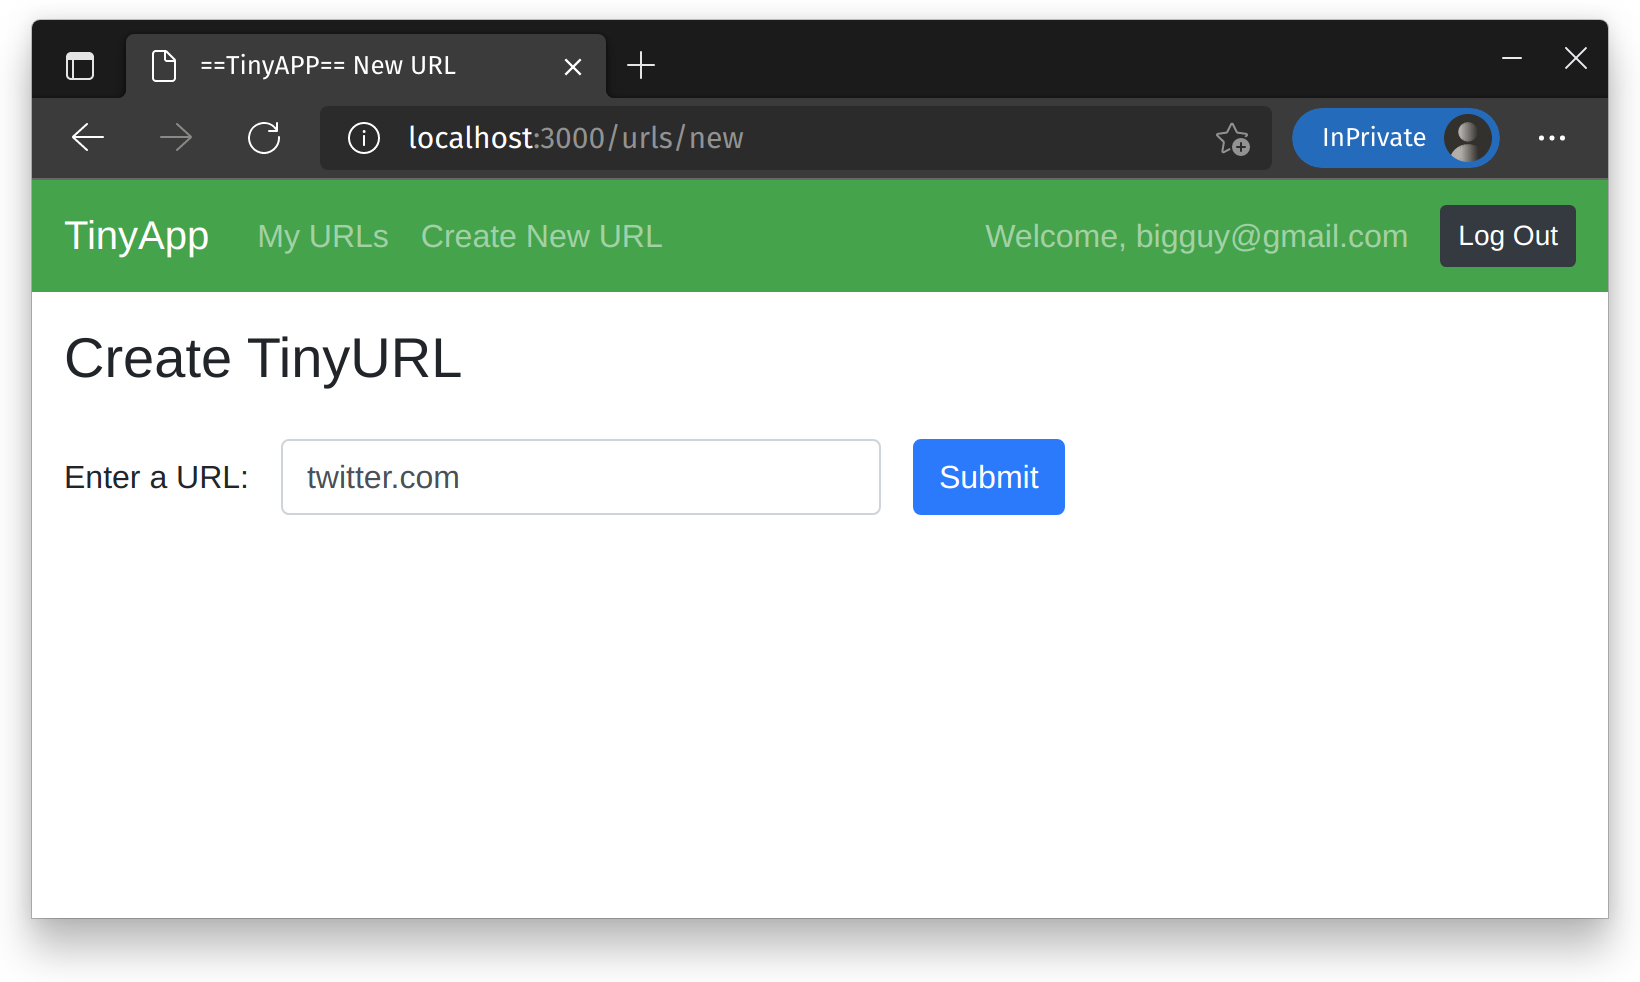 ==TinyAPP== New URL
localhost:3000/urls/new
InPrivate
TinyApp My URLs Create New URL Welcome, bigguy@gmail.com Log Out
Create TinyURL
Enter a URL: twitter.com Submit